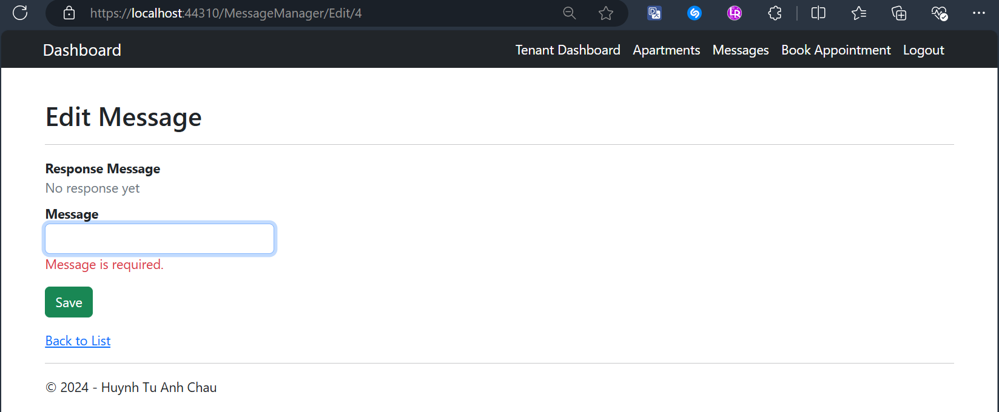 https://localhost:44310/MessageManager/Edit/4
Dashboard Tenant Dashboard Apartments Messages Book Appointment Logout
Edit Message
Response Message
No response yet
Message
Message is required.
Save
Back to List
© 2024 - Huynh Tu Anh Chau